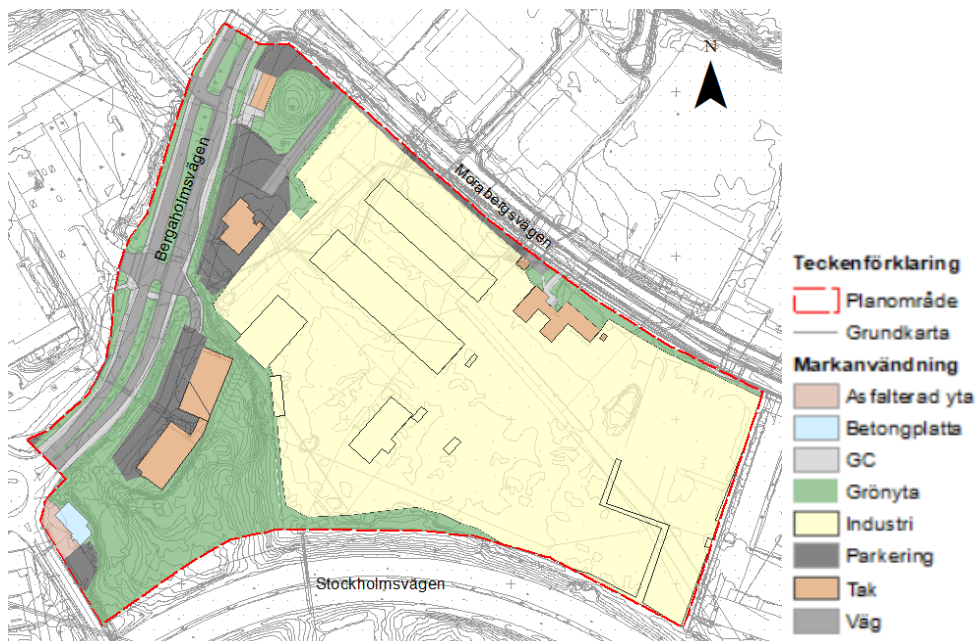 N
Bergaholmsvägen
Morabergsvägen
Stockholmsvägen
Teckenförklaring
Planområde
Grundkarta
Markanvändning
Asfalterad yta
Betongplatta
GC
Grönyta
Industri
Parkering
Tak
Väg